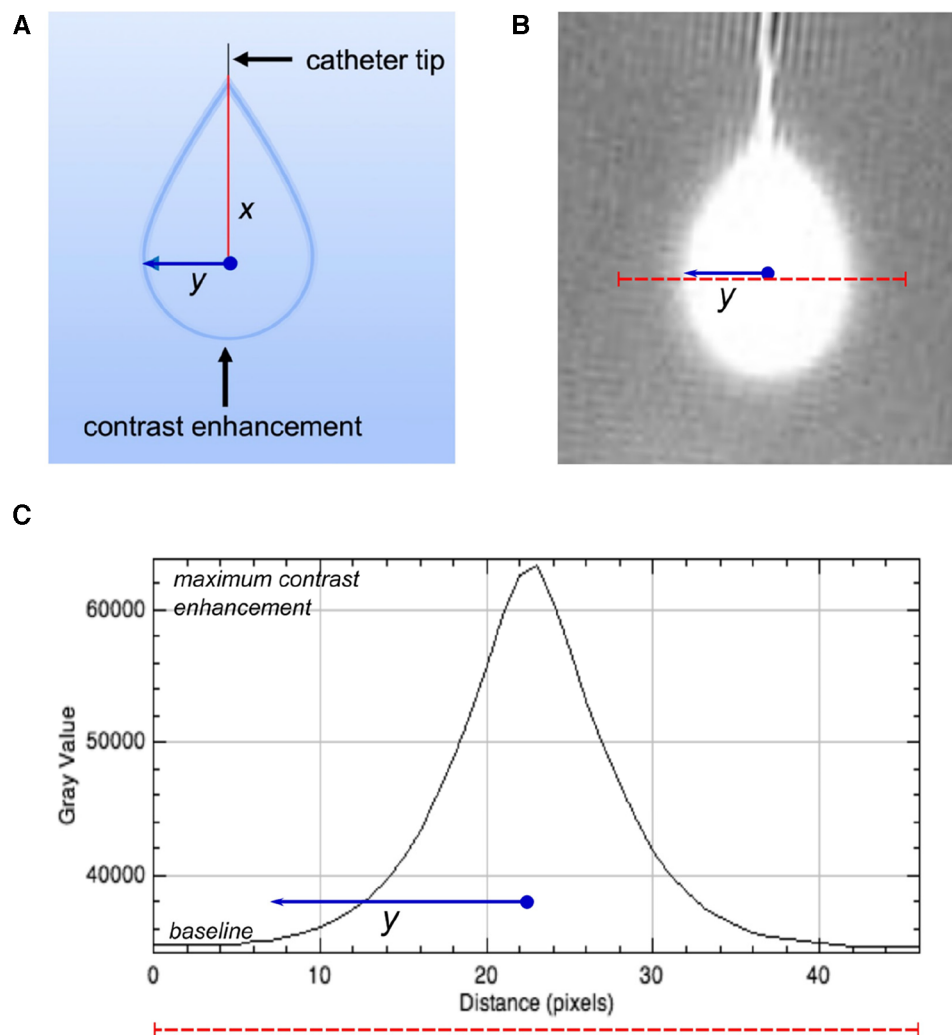 A
catheter tip
x
y
contrast enhancement
B
y
C
maximum contrast
enhancement
60000
50000
40000
Gray Value
y
baseline
0
10
20
30
40
Distance (pixels)